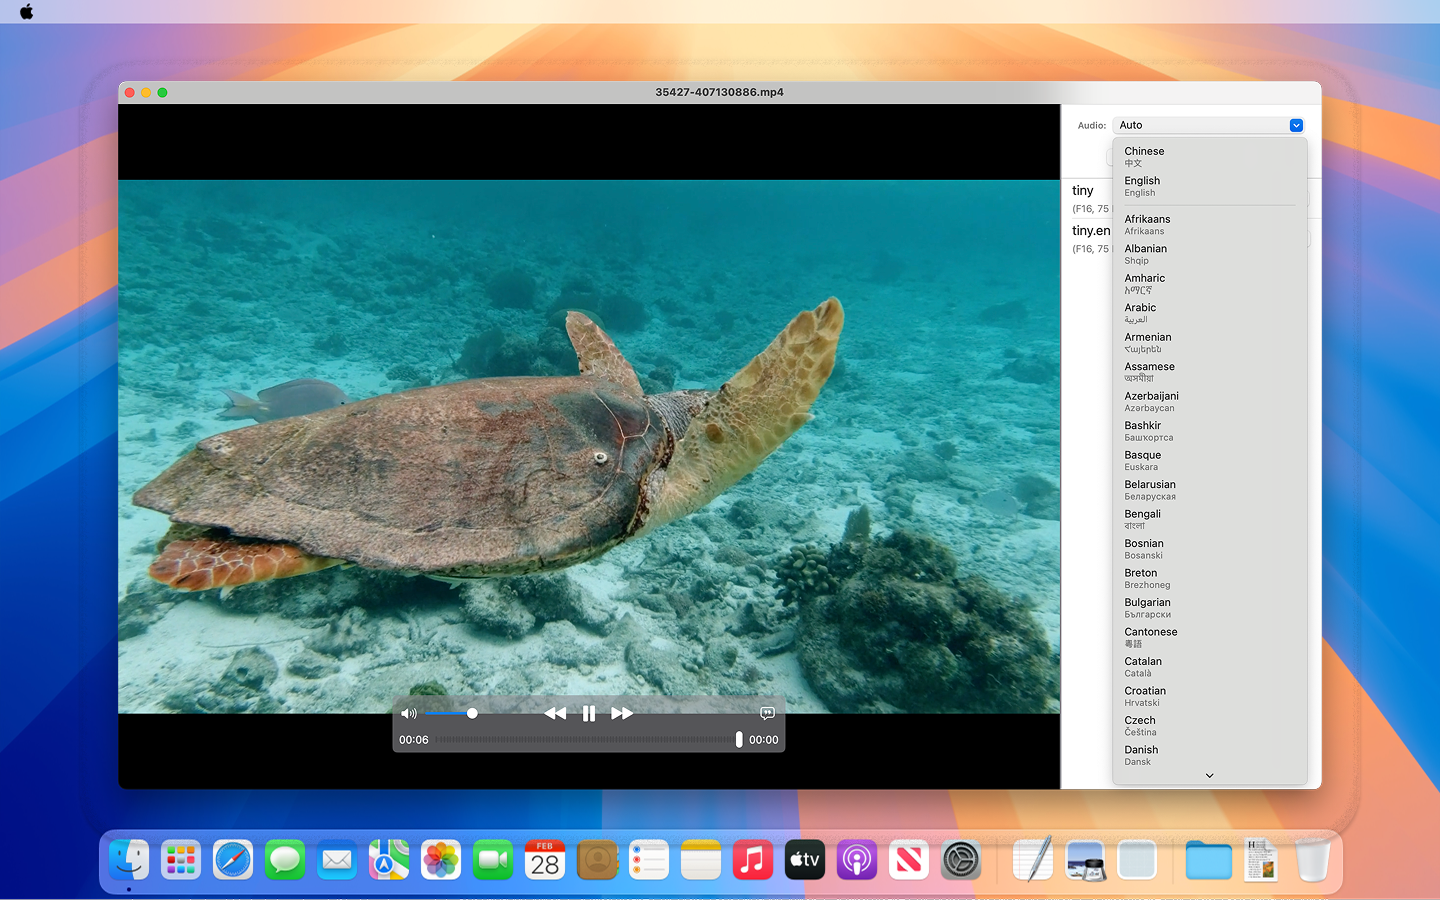 35427-407130886.mp4
Audio: Auto
Chinese
中文
English
English
tiny
(F16, 75
tiny.en
(F16, 75
Afrikaans
Afrikaans
Albanian
Shqip
Amharic
አማርኛ
Arabic
العربية
Armenian
Հայերեն
Assamese
অসমীয়া
Azerbaijani
Azərbaycan
Bashkir
Башҡортса
Basque
Euskara
Belarusian
Беларуская
Bengali
বাংলা
Bosnian
Bosanski
Breton
Brezhoneg
Bulgarian
Български
Cantonese
粵語
Catalan
Català
Croatian
Hrvatski
Czech
Čeština
Danish
Dansk
00:06 00:00
FEB
28
tv